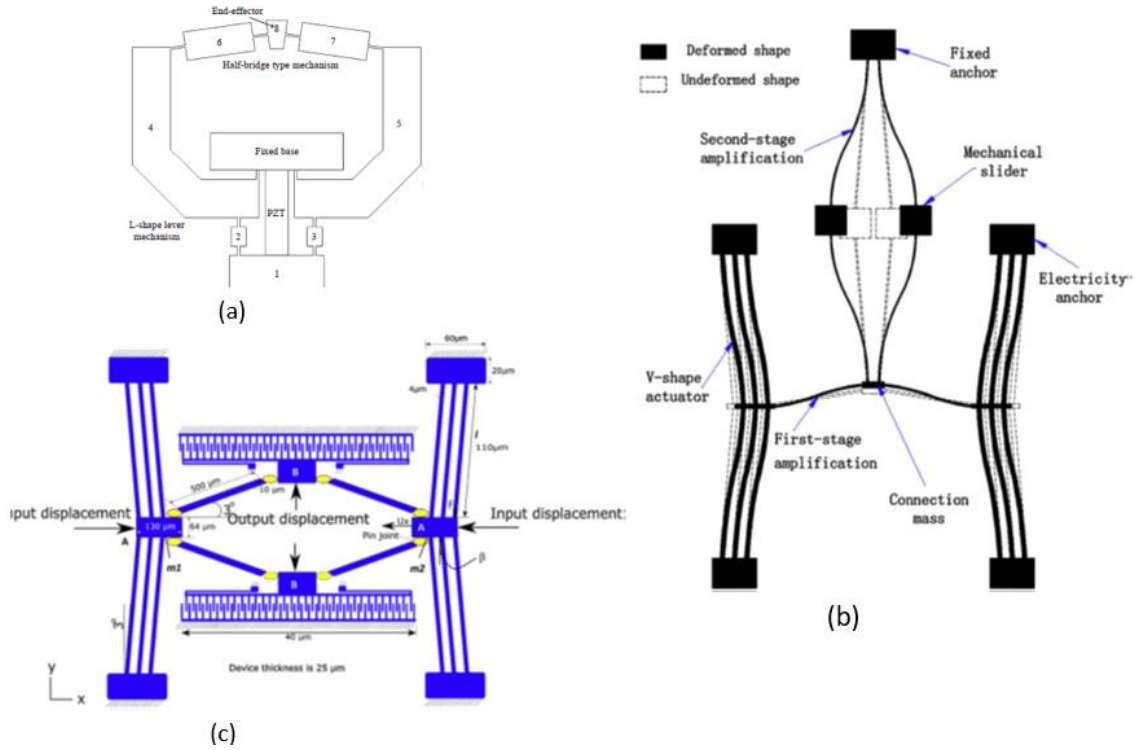 End-effector
8
6
7
Half-bridge type mechanism
4
5
Fixed base
PZT
L-shape lever
mechanism
2
3
1
(a)
Deformed shape
Undeformed shape
Fixed
anchor
Second-stage
amplification
Mechanical
slider
Electricity-
anchor
V-shape
actuator
First-stage
amplification
Connection
mass
(b)
60μm
20μm
4μm
110μm
B
500 μm
10 μm
Input displacement
Output displacement
Input displacement:
130 μm
64 μm
A
A
Ux
Pin joint
m1
m2
β
B
40 μm
Device thickness is 25 μm
y
x
(c)